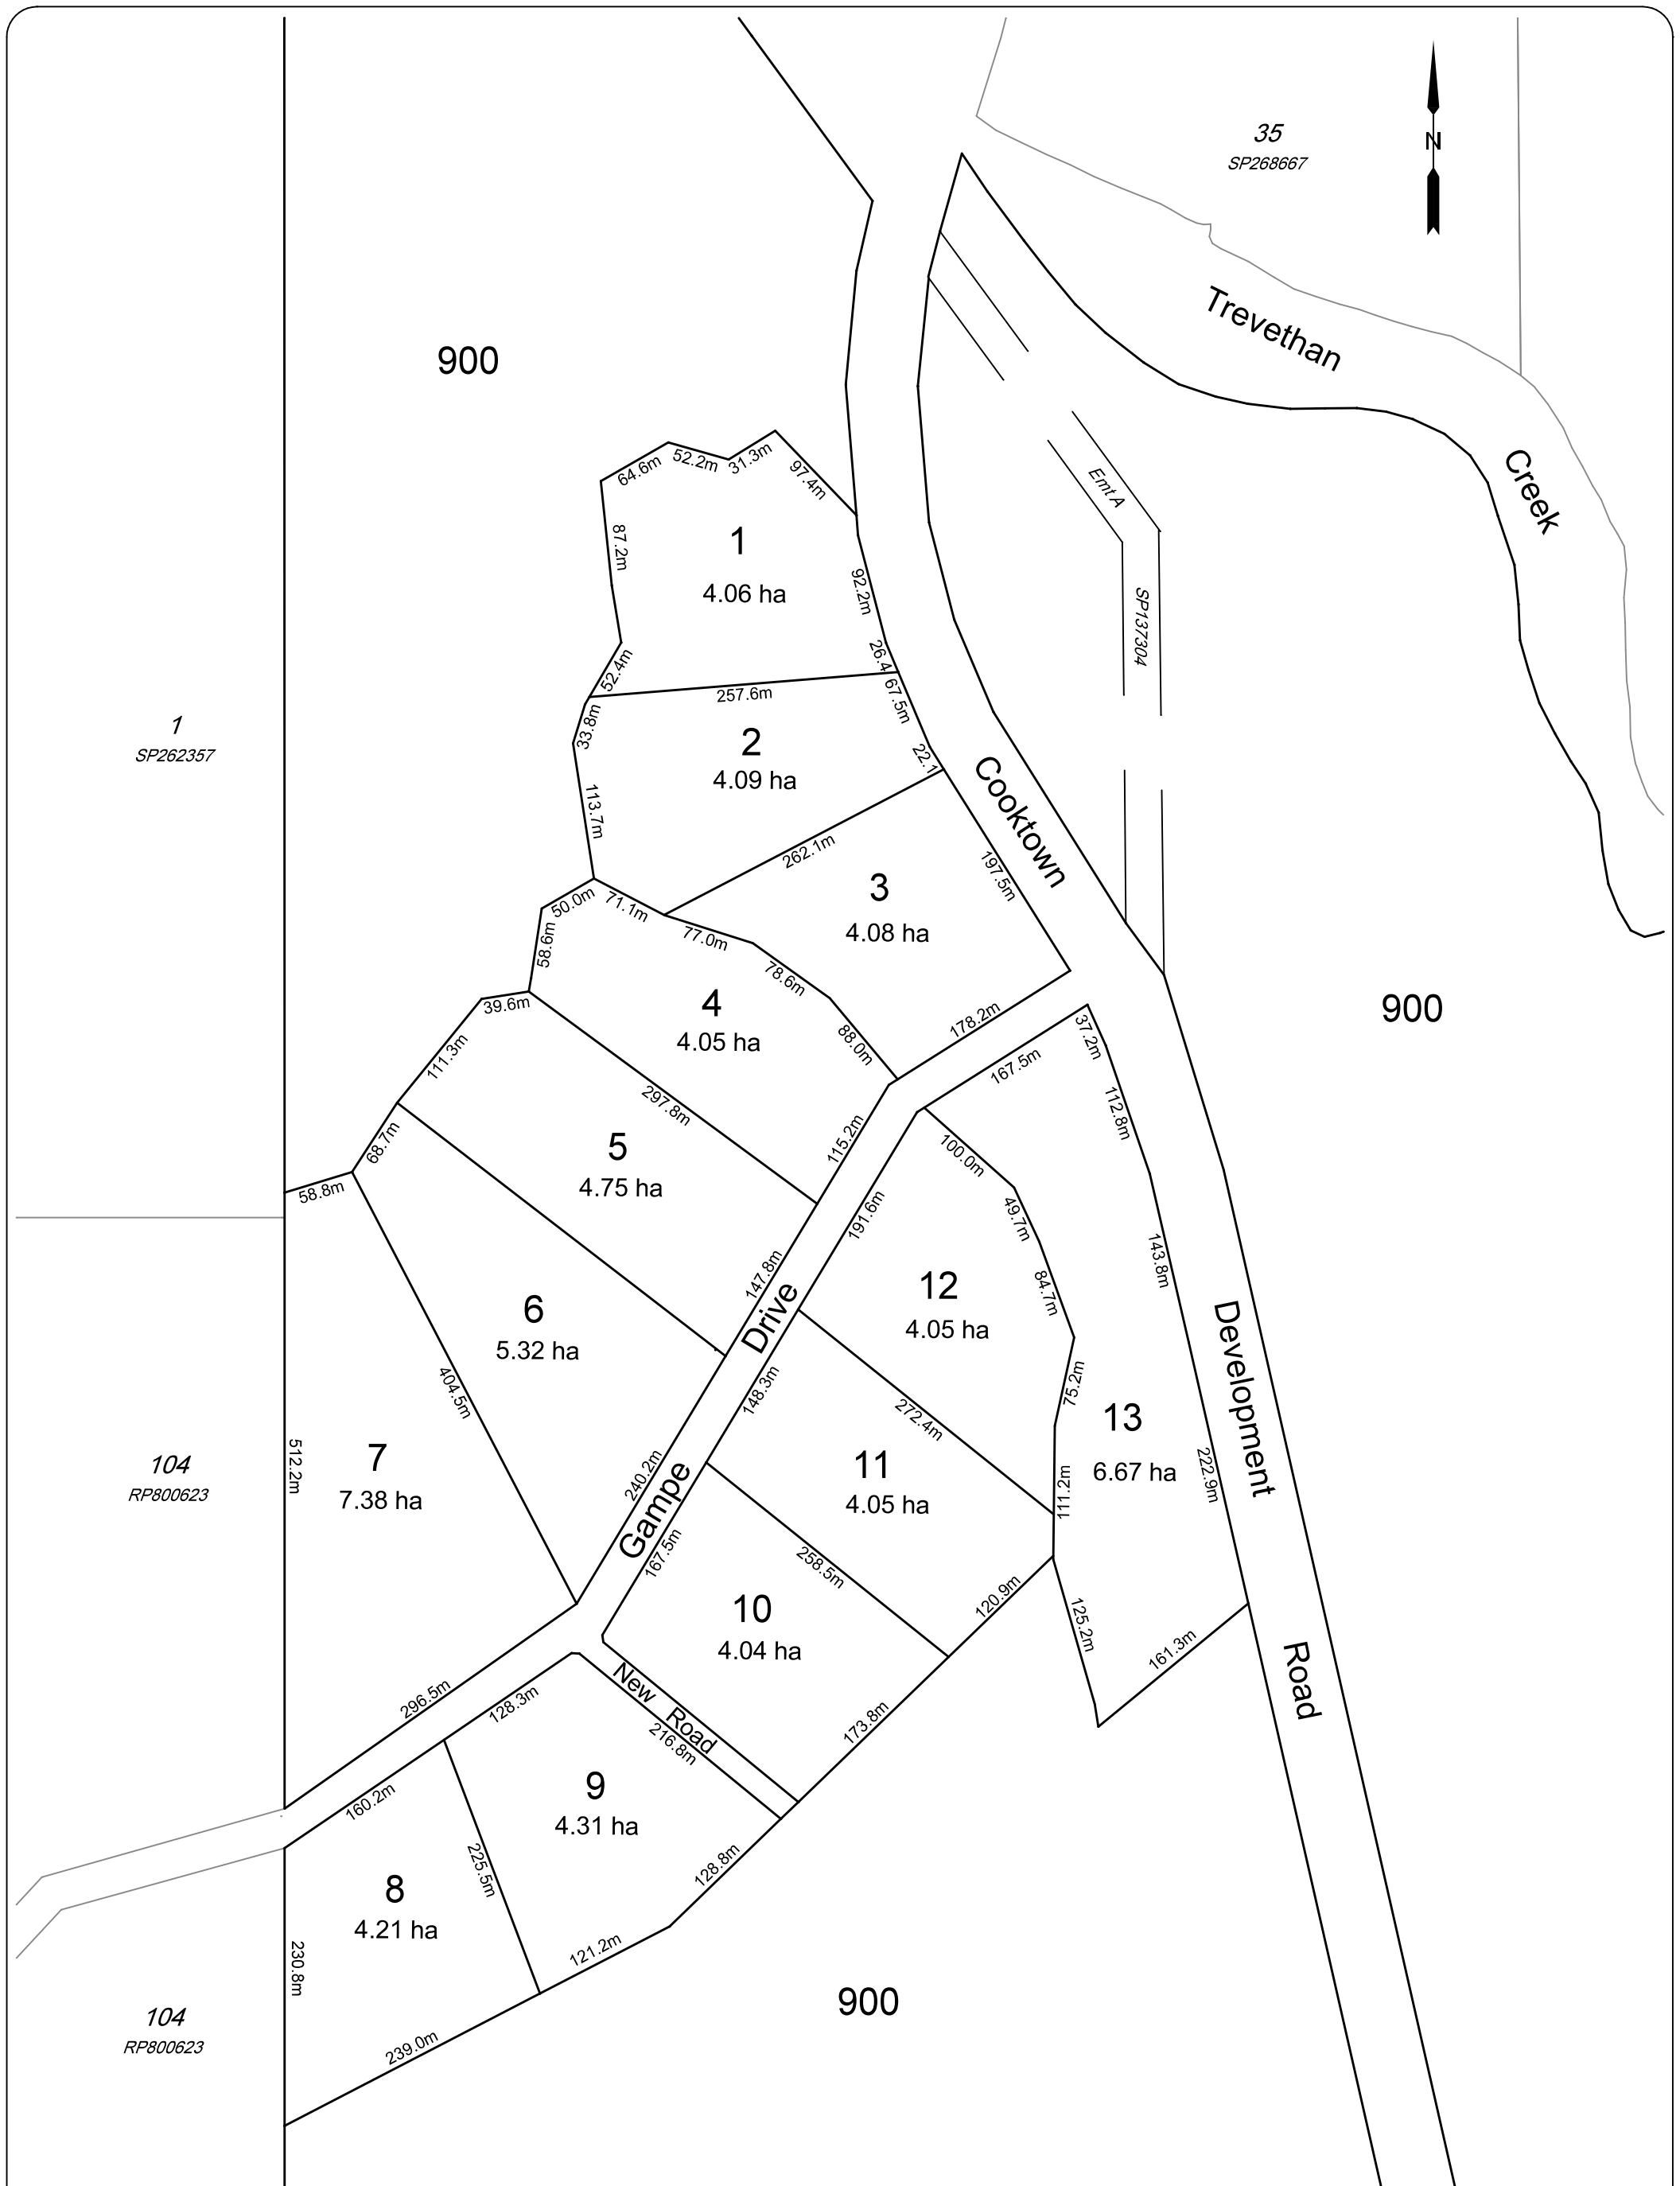 35
SP268667
N
Trevethan
Creek
900
64.6m
52.2m
31.3m
97.4m
87.2m
1
4.06 ha
92.2m
26.4
52.4m
257.6m
67.5m
Emt A
SP137304
1
SP262357
33.8m
2
4.09 ha
22.1
113.7m
262.1m
Cooktown
197.5m
3
4.08 ha
50.0m
71.1m
77.0m
58.6m
78.6m
39.6m
4
4.05 ha
88.0m
178.2m
900
111.3m
297.8m
167.5m
37.2m
112.8m
68.7m
58.8m
5
4.75 ha
115.2m
100.0m
191.6m
49.7m
147.8m
143.8m
84.7m
12
4.05 ha
6
5.32 ha
Drive
Development
404.5m
148.3m
75.2m
272.4m
13
6.67 ha
7
7.38 ha
512.2m
104
RP800623
240.2m
Gampe
11
4.05 ha
111.2m
222.9m
167.5m
258.5m
120.9m
125.2m
10
4.04 ha
161.3m
Road
296.5m
128.3m
New Road
216.8m
173.8m
160.2m
9
4.31 ha
225.5m
128.8m
8
4.21 ha
121.2m
230.8m
239.0m
900
104
RP800623